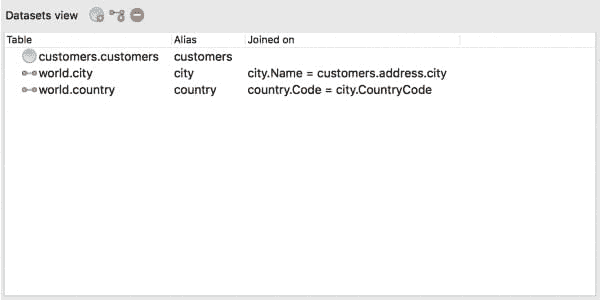 Datasets view
Table Alias Joined on
customers.customers customers
world.city city city.Name = customers.address.city
world.country country country.Code = city.CountryCode